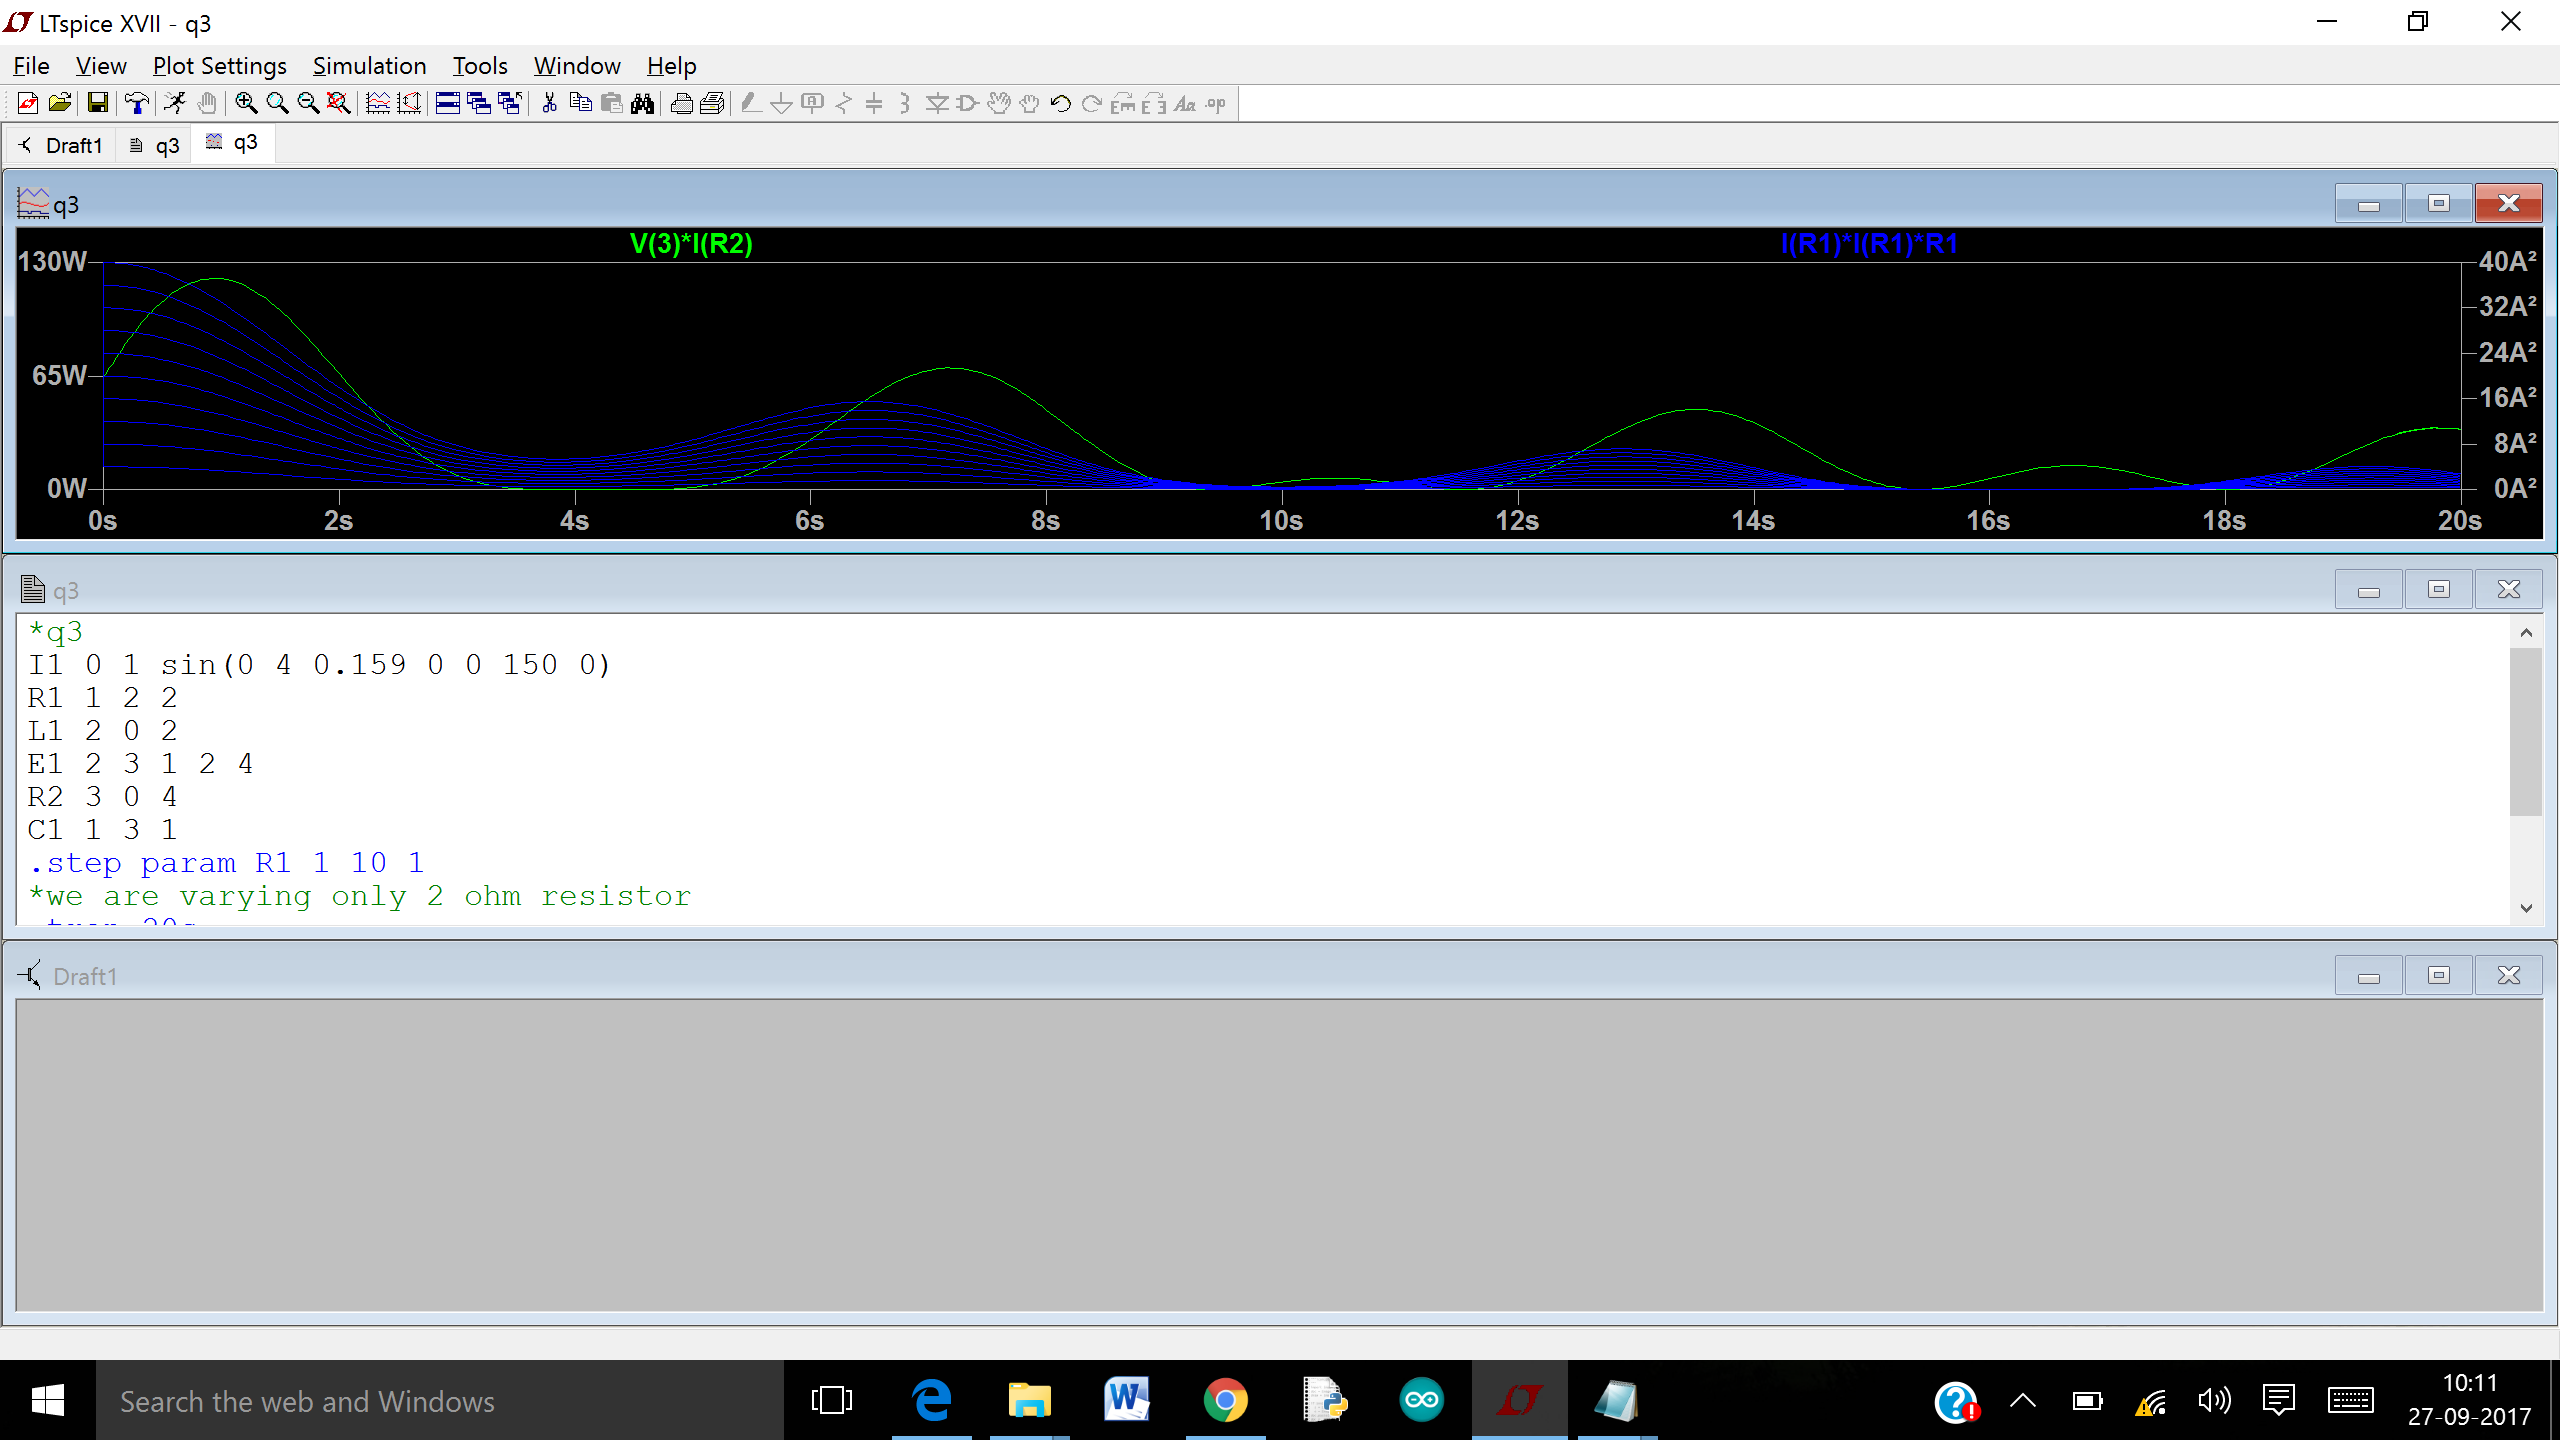 LTspice XVII - q3
File View Plot Settings Simulation Tools Window Help
Draft1 q3 q3
q3
V(3)*I(R2) I(R1)*I(R1)*R1
130W 40A²
32A²
65W 24A²
16A²
8A²
0W 0A²
0s 2s 4s 6s 8s 10s 12s 14s 16s 18s 20s
q3
*q3
I1 0 1 sin(0 4 0.159 0 0 150 0)
R1 1 2 2
L1 2 0 2
E1 2 3 1 2 4
R2 3 0 4
C1 1 3 1
.step param R1 1 10 1
*we are varying only 2 ohm resistor
Draft1
Search the web and Windows
10:11
27-09-2017